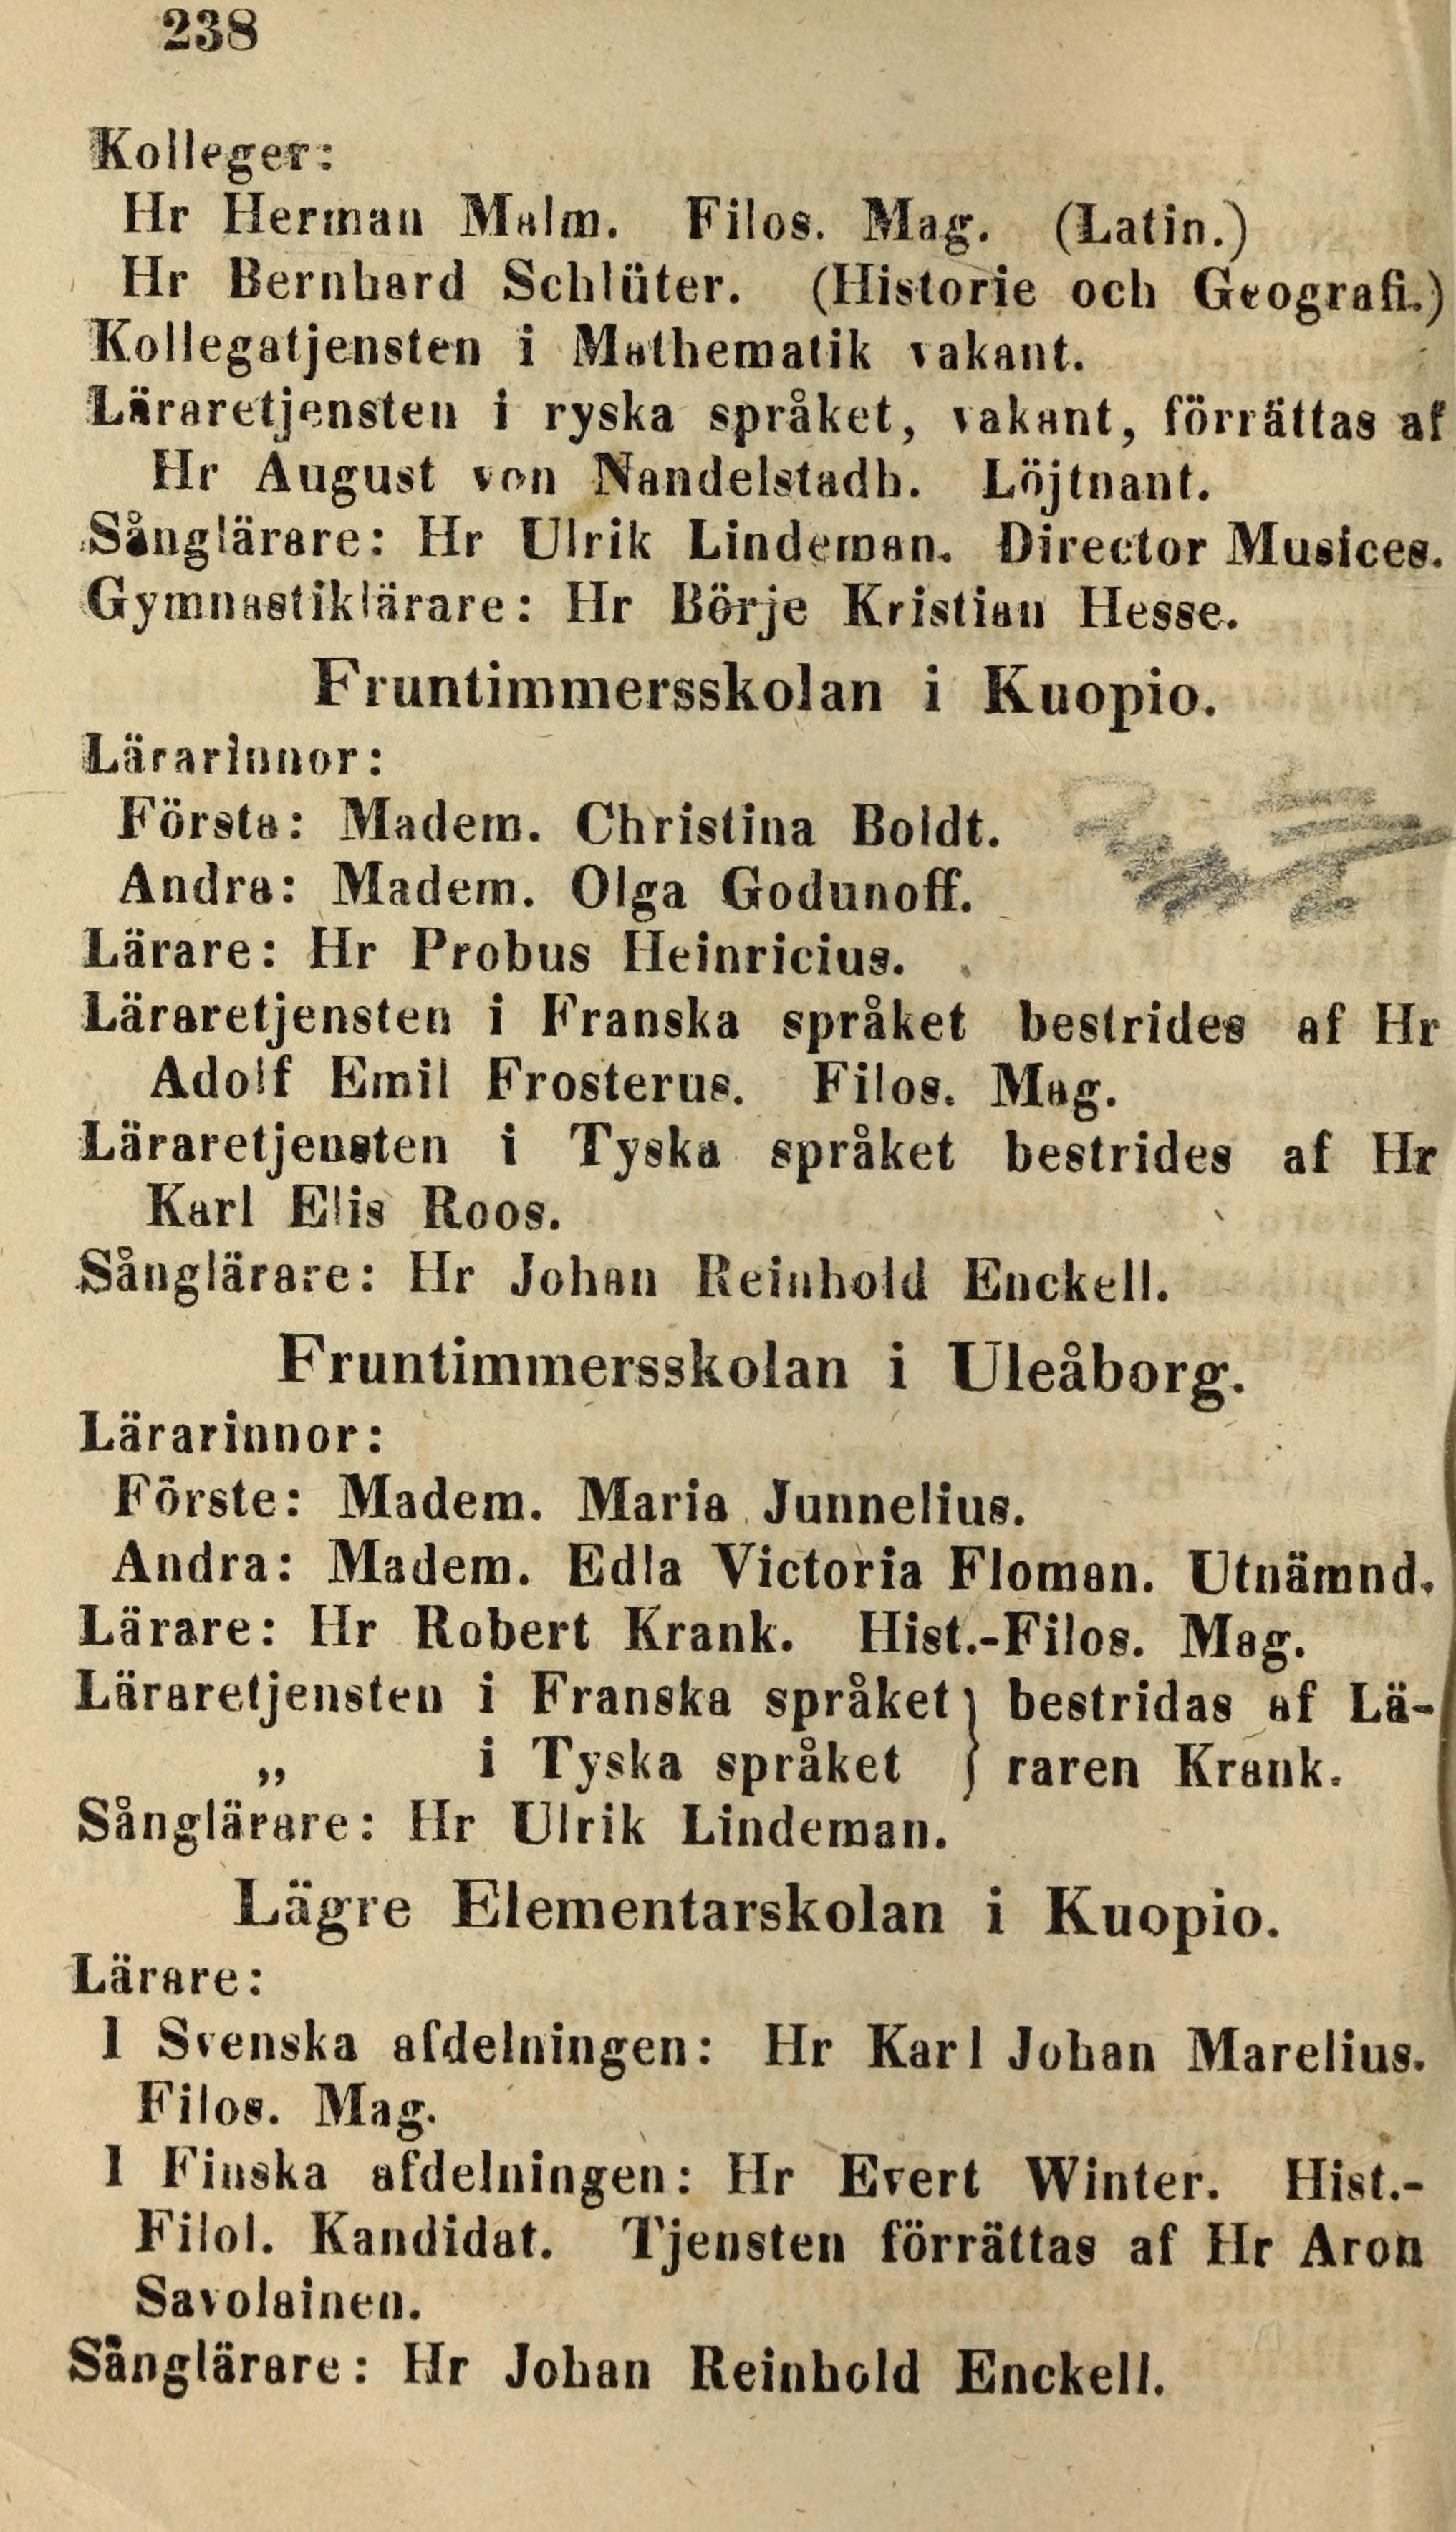 238
Kolleger:
Hr Herman Malm. Filos. Mag. (Latin.)
Hr Bernhard Schlüter. (Historie och Geografi.)
Kollegatjensten i Mathematik vakant.
Läraretjensten i ryska språket, vakant, förrättas af
Hr August von Nandelstadh. Löjtnant.
Sånglärare: Hr Ulrik Lindeman. Director Musices.
Gymnastiklärare: Hr Börje Kristian Hesse.
Fruntimmersskolan i Kuopio.
Lärarinnor:
Första: Madem. Christina Boldt.
Andra: Madem. Olga Godunoff.
Lärare: Hr Probus Heinricius.
Läraretjensten i Franska språket bestrides af Hr
Adolf Emil Frosterus. Filos. Mag.
Läraretjensten i Tyska språket bestrides af Hr
Karl Elis Roos.
Sånglärare: Hr Johan Reinhold Enckell.
Fruntimmersskolan i Uleåborg.
Lärarinnor:
Förste: Madem. Maria Junnelius.
Andra: Madem. Edla Victoria Floman. Utnämnd.
Lärare: Hr Robert Krank. Hist.-Filos. Mag.
Läraretjensten i Franska språket } bestridas af Lä-
„ i Tyska språket } raren Krank.
Sånglärare: Hr Ulrik Lindeman.
Lägre Elementarskolan i Kuopio.
Lärare:
I Svenska afdelningen: Hr Karl Johan Marelius.
Filos. Mag.
I Finska afdelningen: Hr Evert Winter. Hist.-
Filol. Kandidat. Tjensten förrättas af Hr Aron
Savolainen.
Sånglärare: Hr Johan Reinhold Enckell.